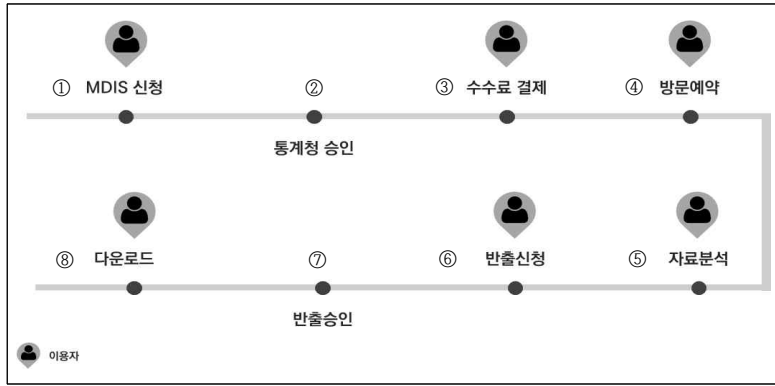 ① MDIS 신청
②
통계청 승인
③ 수수료 결제
④ 방문예약
⑤ 자료분석
⑥ 반출신청
⑦
반출승인
⑧ 다운로드
이용자